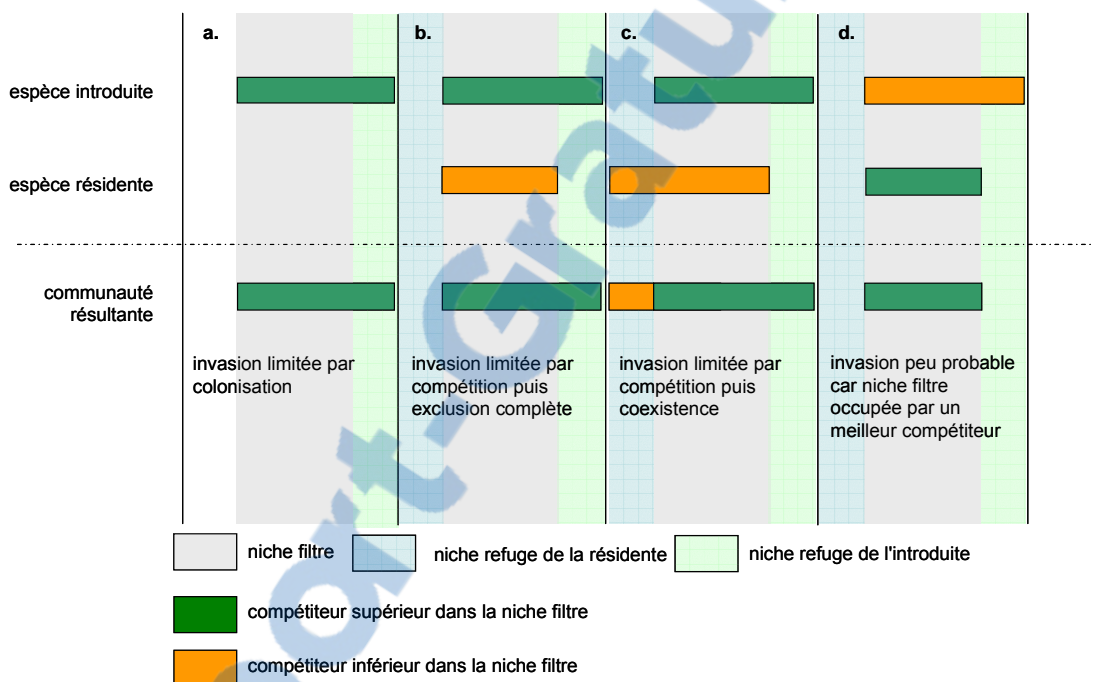 a.
b.
c.
d.
espèce introduite
espèce résidente
communauté
résultante
invasion limitée par
colonisation
invasion limitée par
compétition puis
exclusion complète
invasion limitée par
compétition puis
coexistence
invasion peu probable
car niche filtre
occupée par un
meilleur compétiteur
niche filtre
niche refuge de la résidente
niche refuge de l'introduite
compétiteur supérieur dans la niche filtre
compétiteur inférieur dans la niche filtre
ort-Gratu